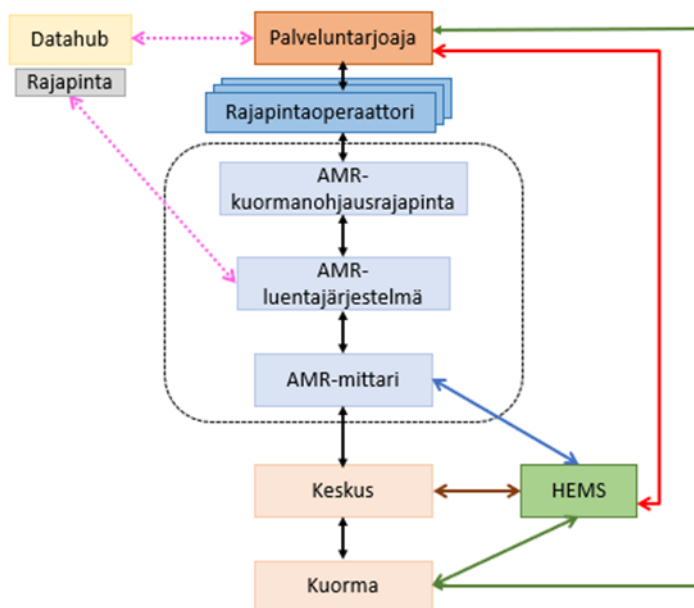 Datahub
Palveluntarjoaja
Rajapinta
Rajapintaoperaattori
AMR-
kuormanohjausrajapinta
AMR-
luentajärjestelmä
AMR-mittari
Keskus
HEMS
Kuorma